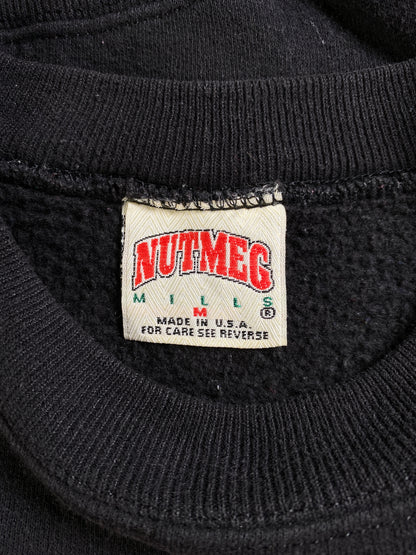 NUTMEG
MILLS
M ®
MADE IN U.S.A.
FOR CARE SEE REVERSE